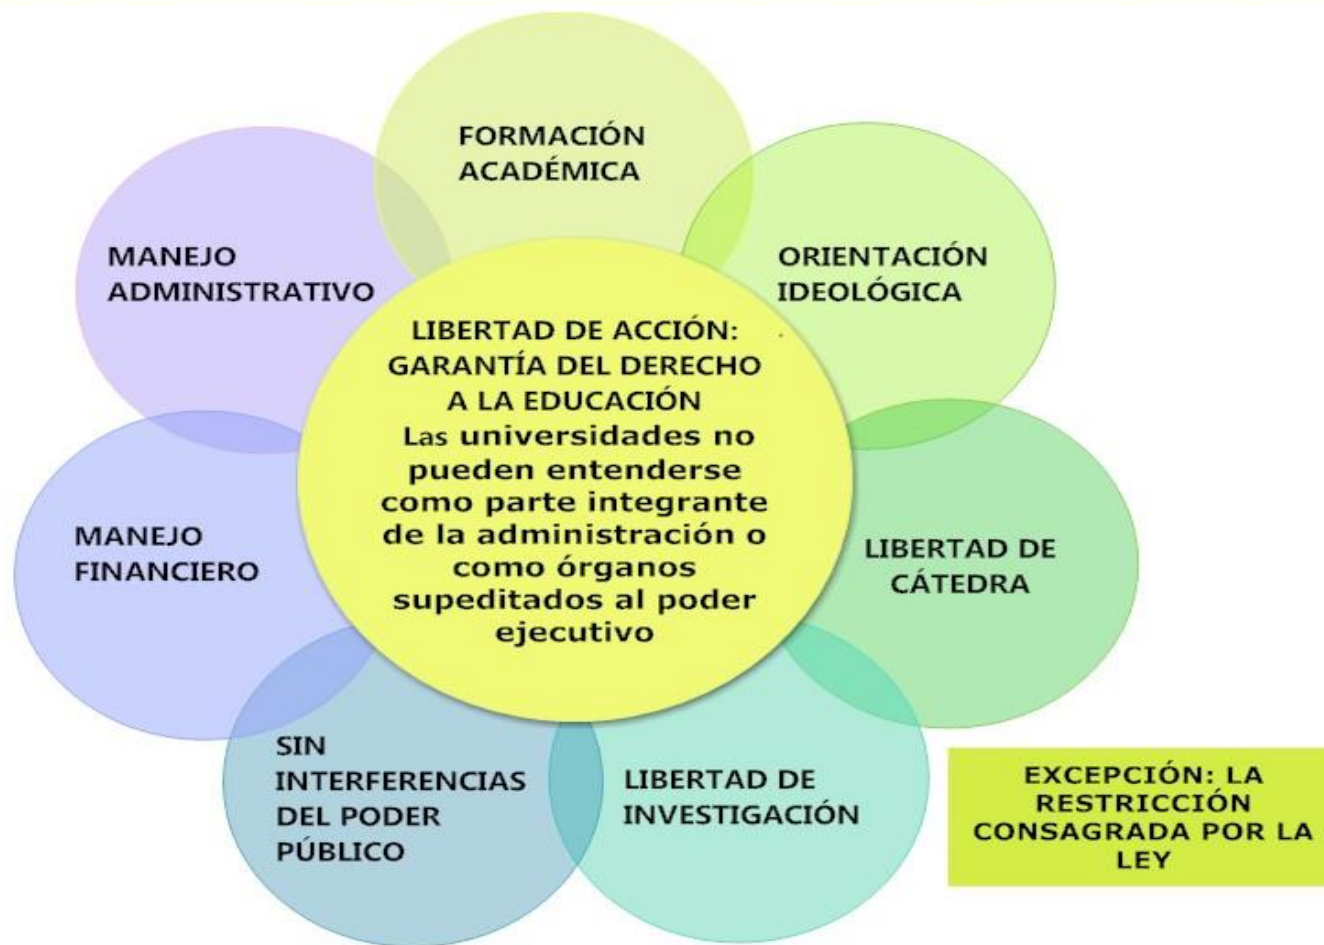 FORMACIÓN
ACADÉMICA
MANEJO
ADMINISTRATIVO
ORIENTACIÓN
IDEOLÓGICA
LIBERTAD DE ACCIÓN:
GARANTÍA DEL DERECHO
A LA EDUCACIÓN
Las universidades no
pueden entenderse
como parte integrante
de la administración o
como órganos
supeditados al poder
ejecutivo
MANEJO
FINANCIERO
LIBERTAD DE
CÁTEDRA
SIN
INTERFERENCIAS
DEL PODER
PÚBLICO
LIBERTAD DE
INVESTIGACIÓN
EXCEPCIÓN: LA
RESTRICCIÓN
CONSAGRADA POR LA
LEY